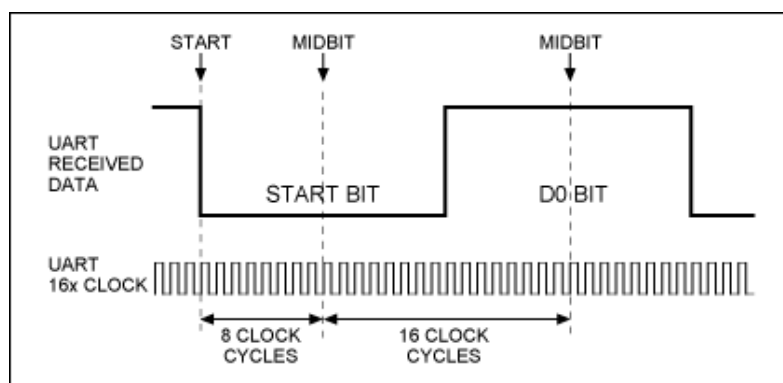 START MIDBIT MIDBIT
UART
RECEIVED
DATA
START BIT D0 BIT
UART
16x CLOCK
8 CLOCK
CYCLES
16 CLOCK
CYCLES